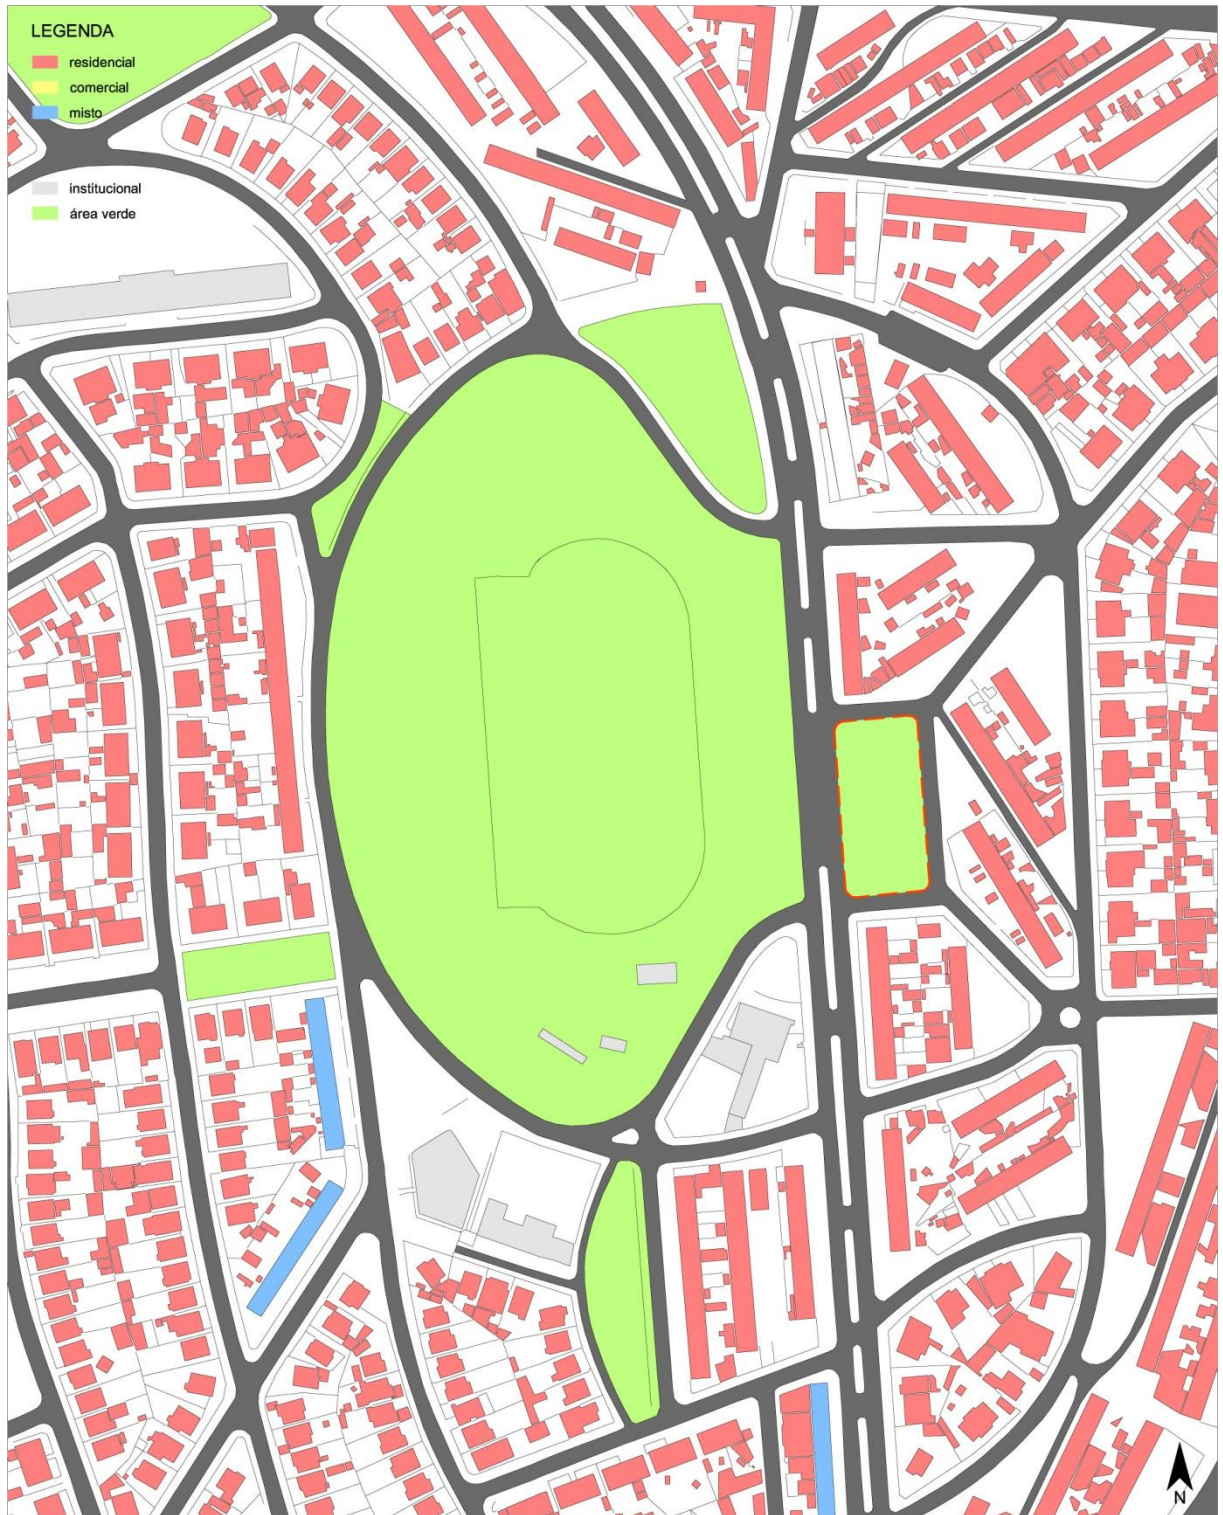 LEGENDA
residencial
comercial
misto
institucional
área verde
N